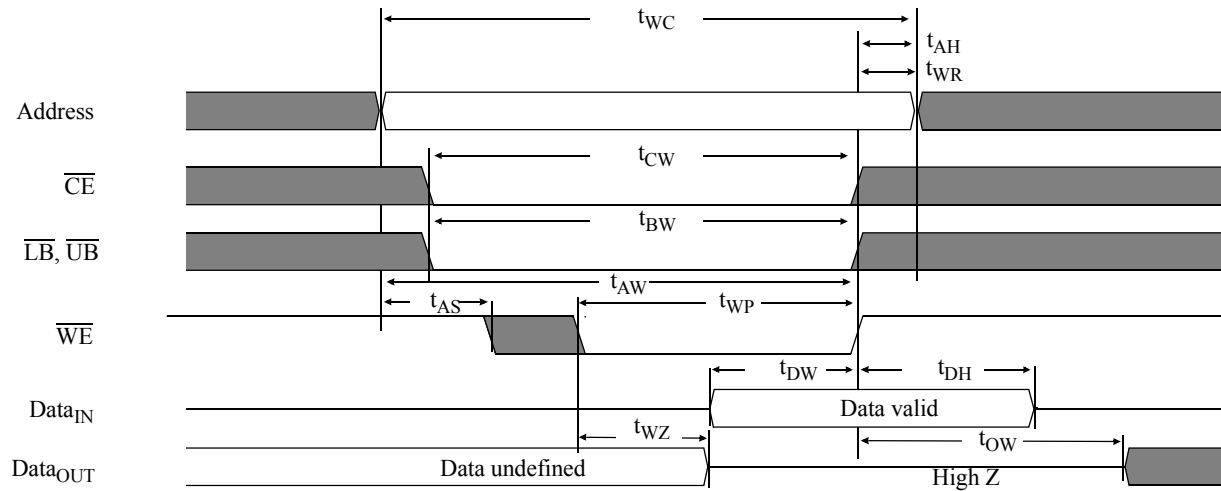 tWC
tAH
tWR
Address
tCW
CE
tBW
LB, UB
tAW
tAS
tWP
WE
tDW
tDH
DataIN
Data valid
tWZ
tOW
DataOUT
Data undefined
High Z